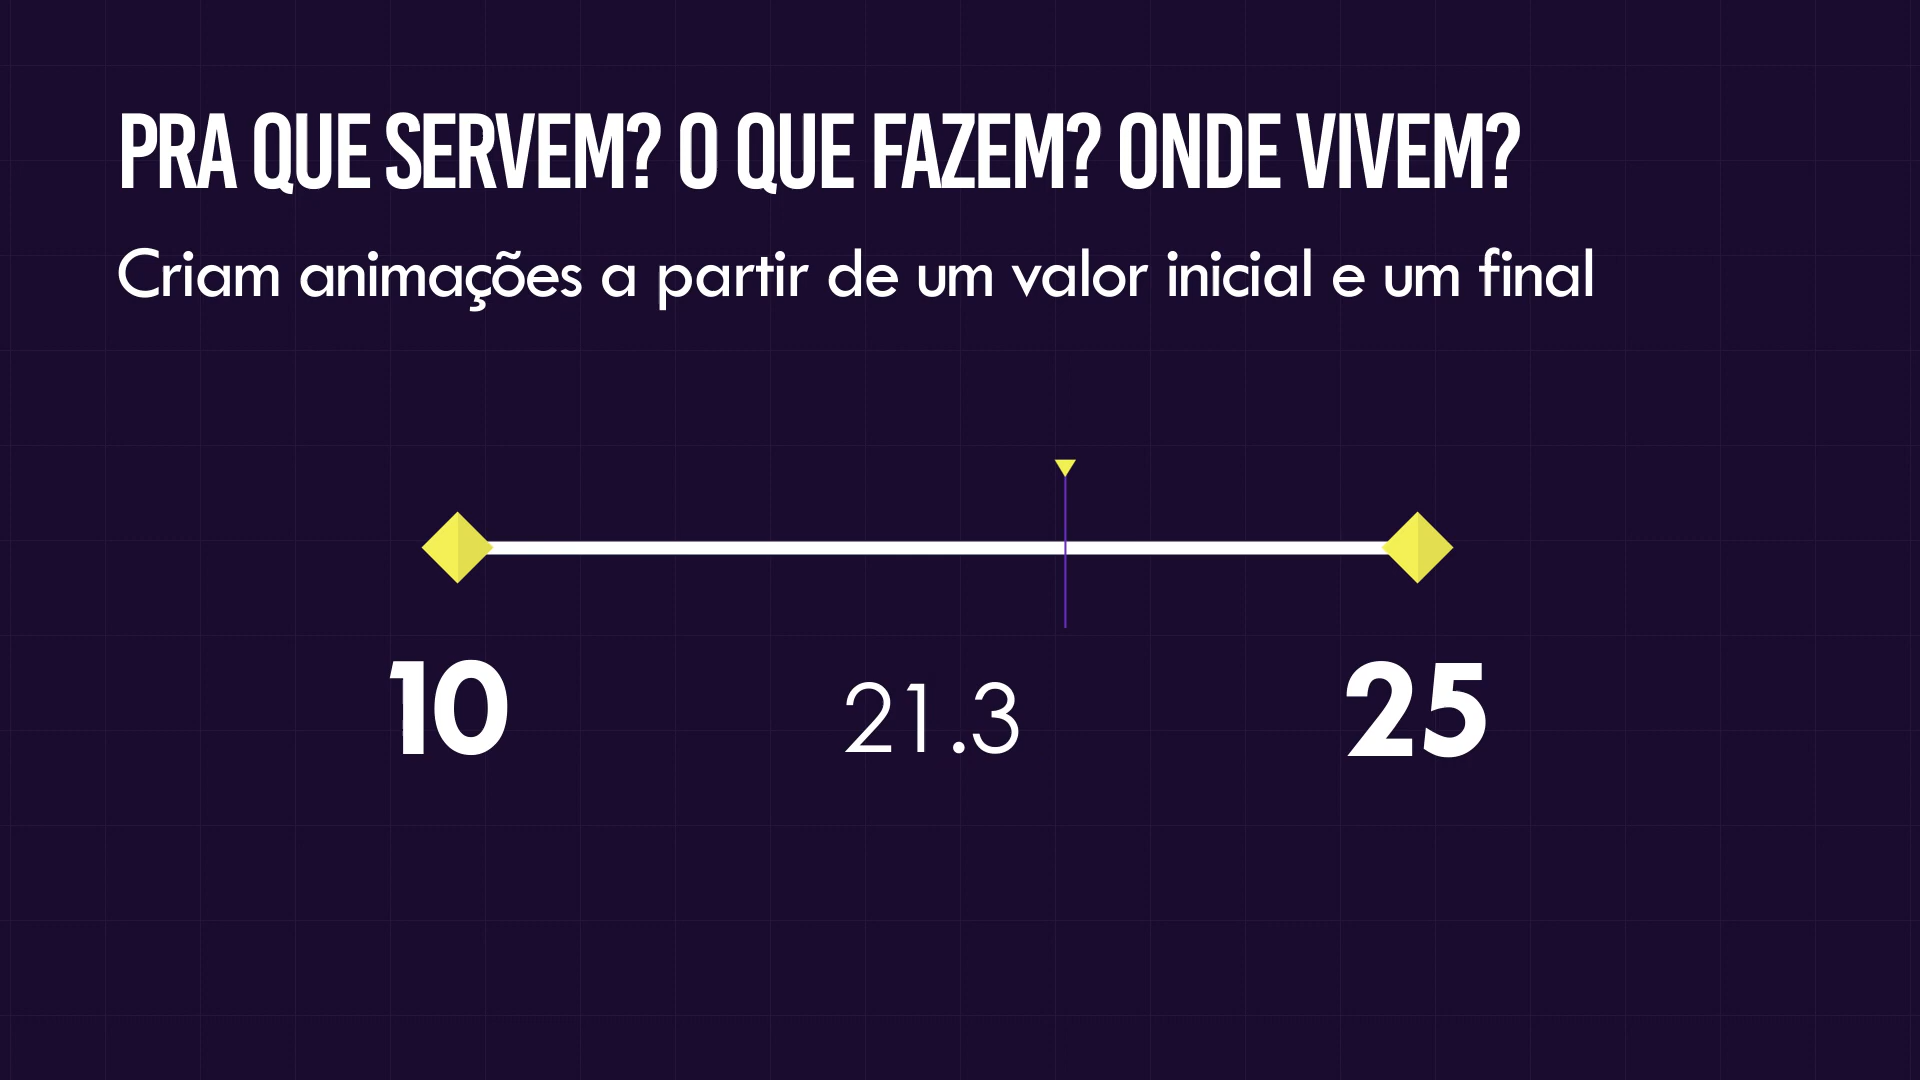 PRA QUE SERVEM? O QUE FAZEM? ONDE VIVEM?
Criam animações a partir de um valor inicial e um final
10 21.3 25